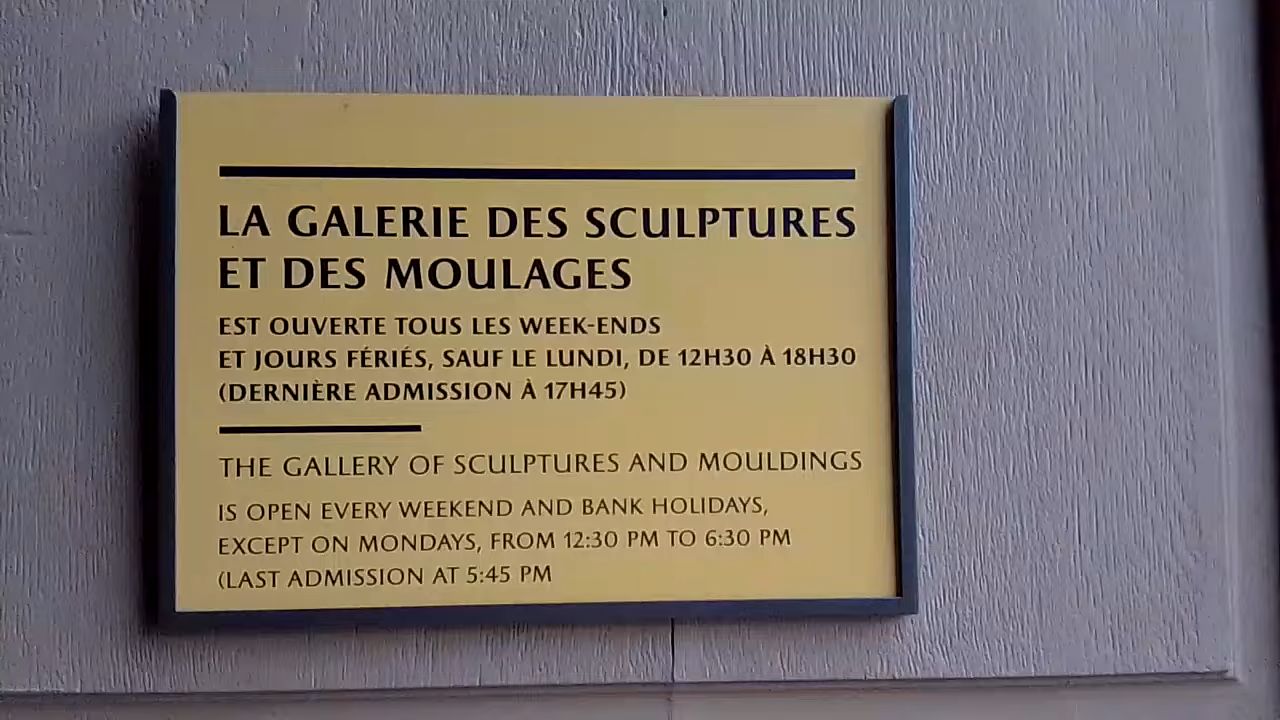 LA GALERIE DES SCULPTURES
ET DES MOULAGES
EST OUVERTE TOUS LES WEEK-ENDS
ET JOURS FÉRIÉS, SAUF LE LUNDI, DE 12H30 À 18H30
(DERNIÈRE ADMISSION À 17H45)
THE GALLERY OF SCULPTURES AND MOULDINGS
IS OPEN EVERY WEEKEND AND BANK HOLIDAYS,
EXCEPT ON MONDAYS, FROM 12:30 PM TO 6:30 PM
(LAST ADMISSION AT 5:45 PM